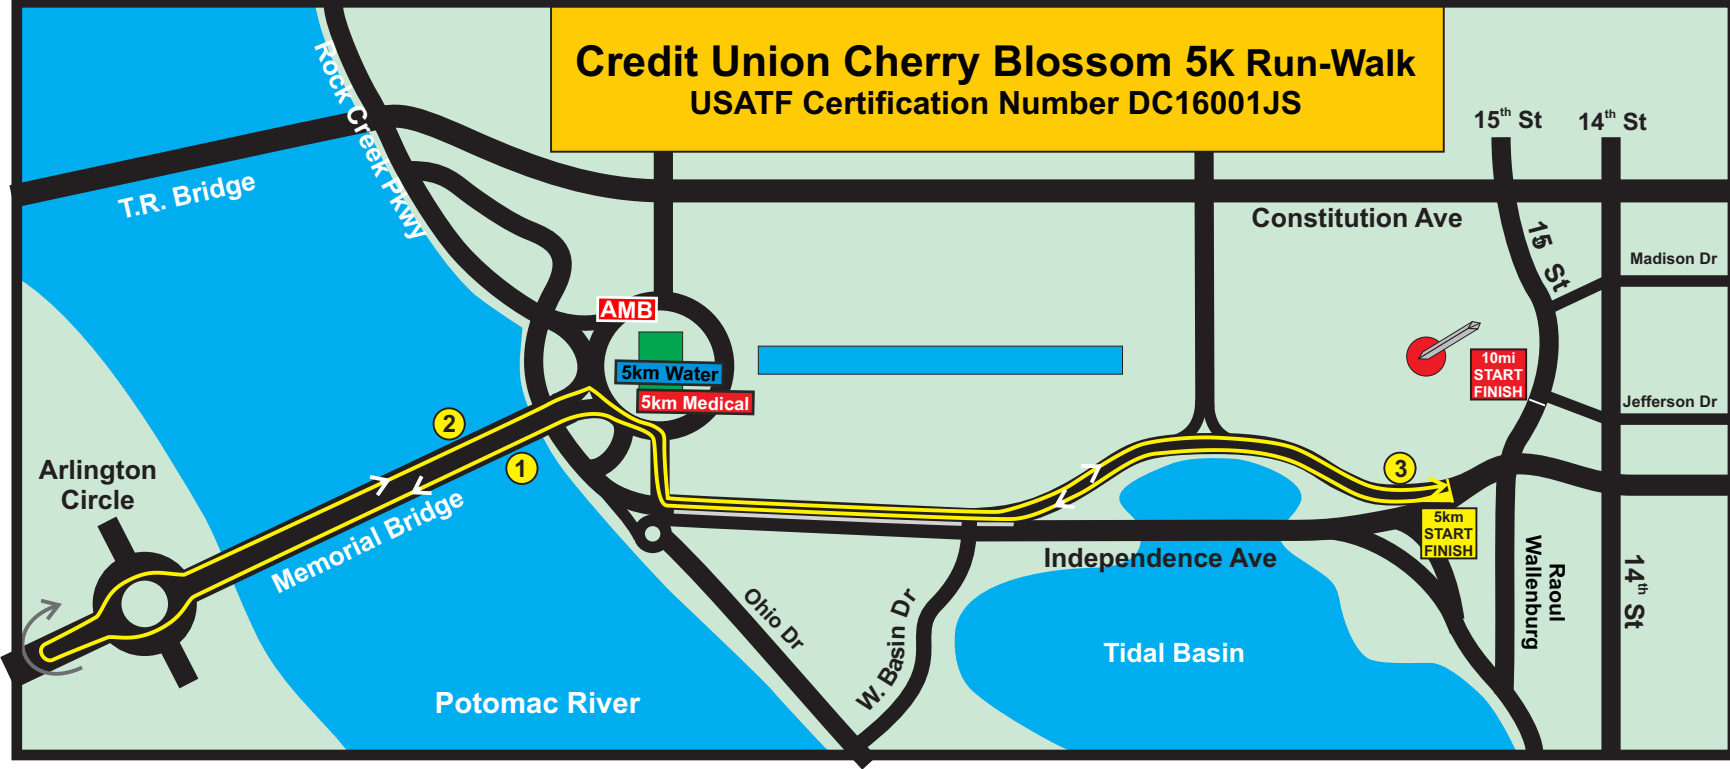 Credit Union Cherry Blossom 5K Run-Walk
USATF Certification Number DC16001JS
15th St
14th St
Rock Creek Pkwy
T.R. Bridge
Constitution Ave
15 St
Madison Dr
AMB
5km Water
5km Medical
10mi
START
FINISH
Jefferson Dr
2
1
3
Arlington
Circle
Memorial Bridge
5km
START
FINISH
Independence Ave
Raoul
Wallenburg
14th St
Ohio Dr
W. Basin Dr
Tidal Basin
Potomac River